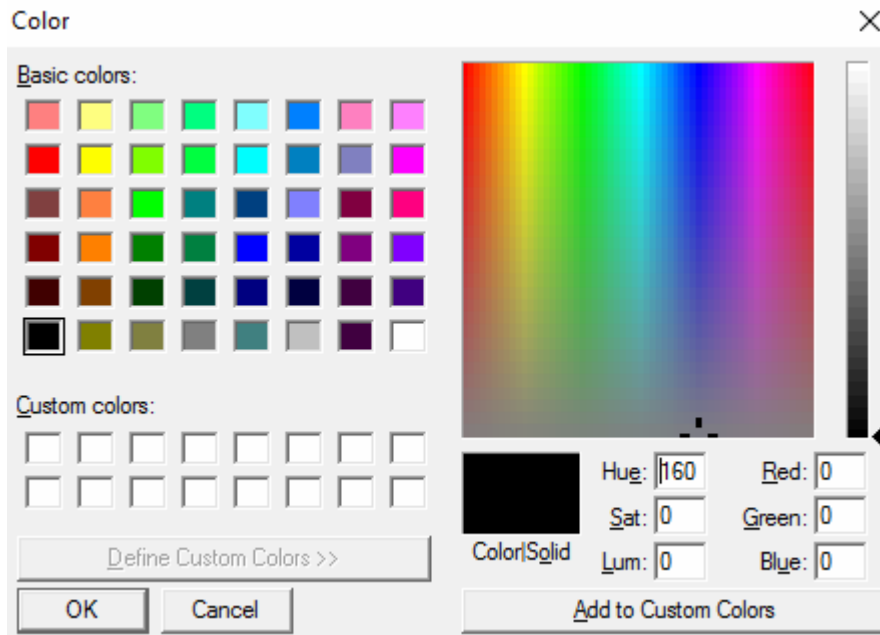 Color
Basic colors:
Custom colors:
Define Custom Colors >>
OK Cancel
Color|Solid
Hue: 160 Red: 0
Sat: 0 Green: 0
Lum: 0 Blue: 0
Add to Custom Colors